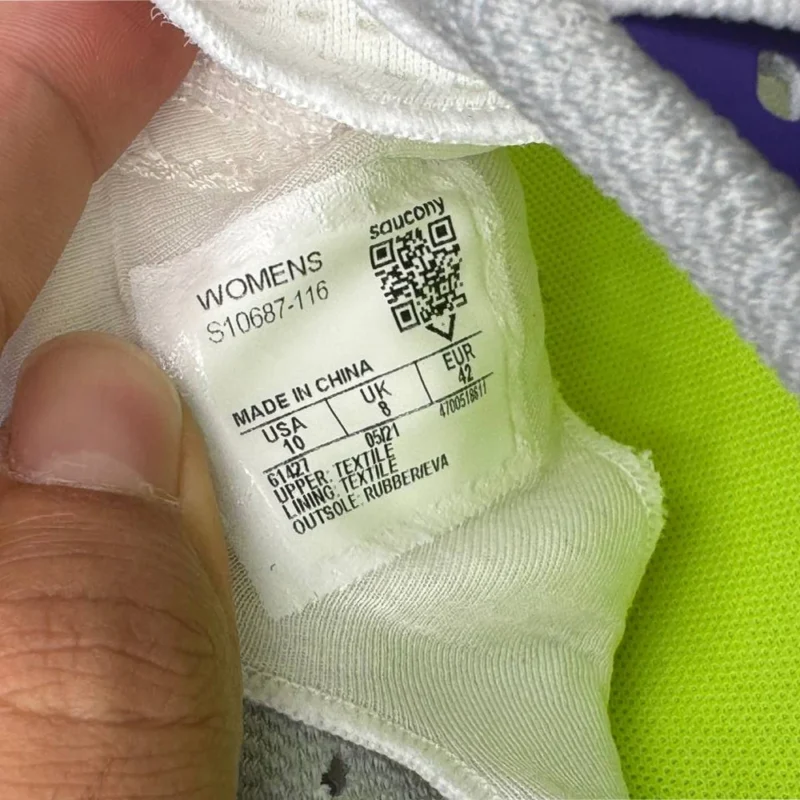 saucony
WOMENS
S10687-116
MADE IN CHINA
USA UK EUR
10 8 42
61427 05/21
UPPER: TEXTILE
LINING: TEXTILE
OUTSOLE: RUBBER/EVA